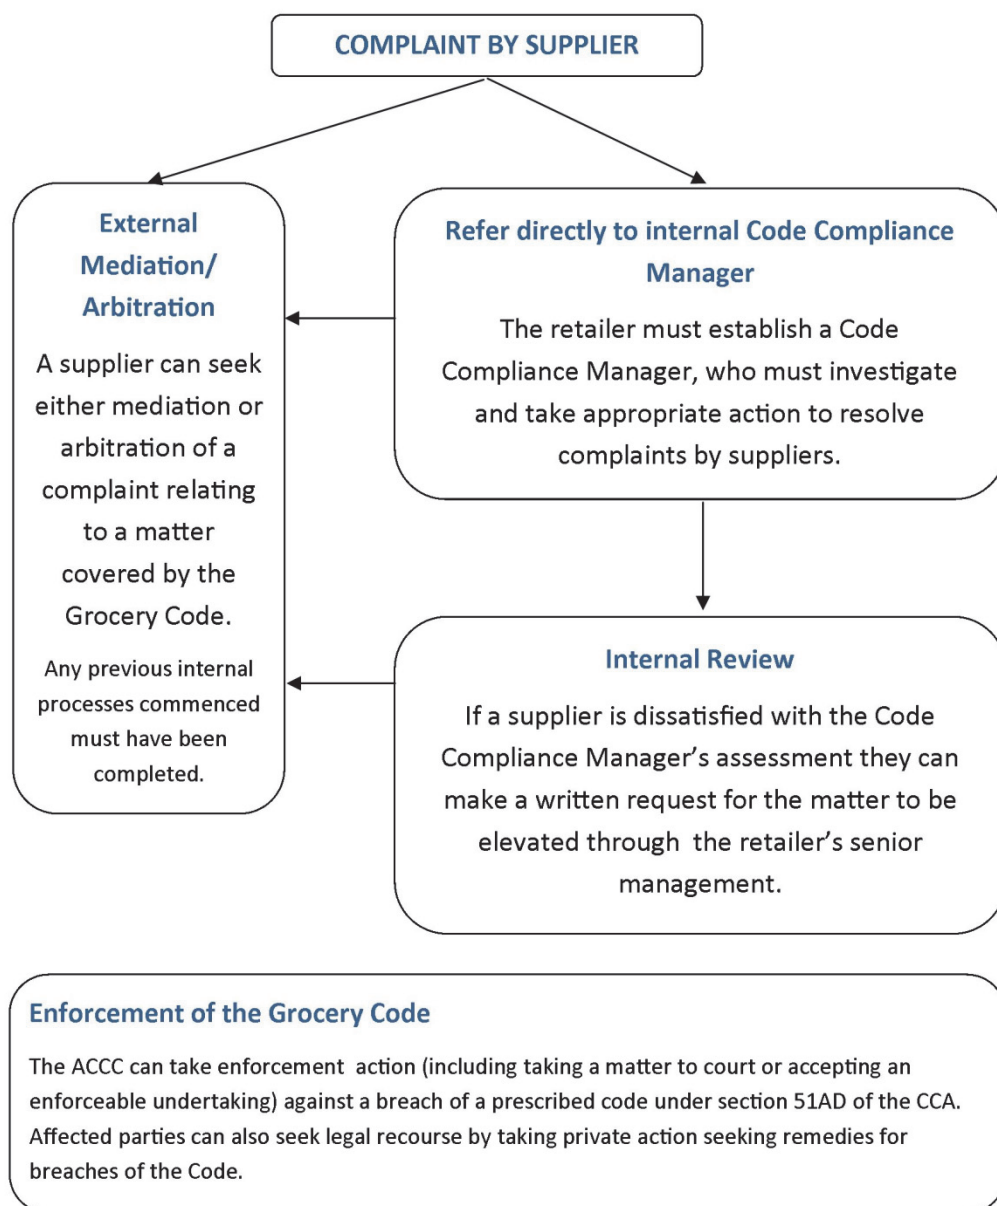 COMPLAINT BY SUPPLIER
External
Mediation/
Arbitration
A supplier can seek
either mediation or
arbitration of a
complaint relating
to a matter
covered by the
Grocery Code.
Any previous internal
processes commenced
must have been
completed.
Refer directly to internal Code Compliance
Manager
The retailer must establish a Code
Compliance Manager, who must investigate
and take appropriate action to resolve
complaints by suppliers.
Internal Review
If a supplier is dissatisfied with the Code
Compliance Manager’s assessment they can
make a written request for the matter to be
elevated through the retailer’s senior
management.
Enforcement of the Grocery Code
The ACCC can take enforcement action (including taking a matter to court or accepting an
enforceable undertaking) against a breach of a prescribed code under section 51AD of the CCA.
Affected parties can also seek legal recourse by taking private action seeking remedies for
breaches of the Code.